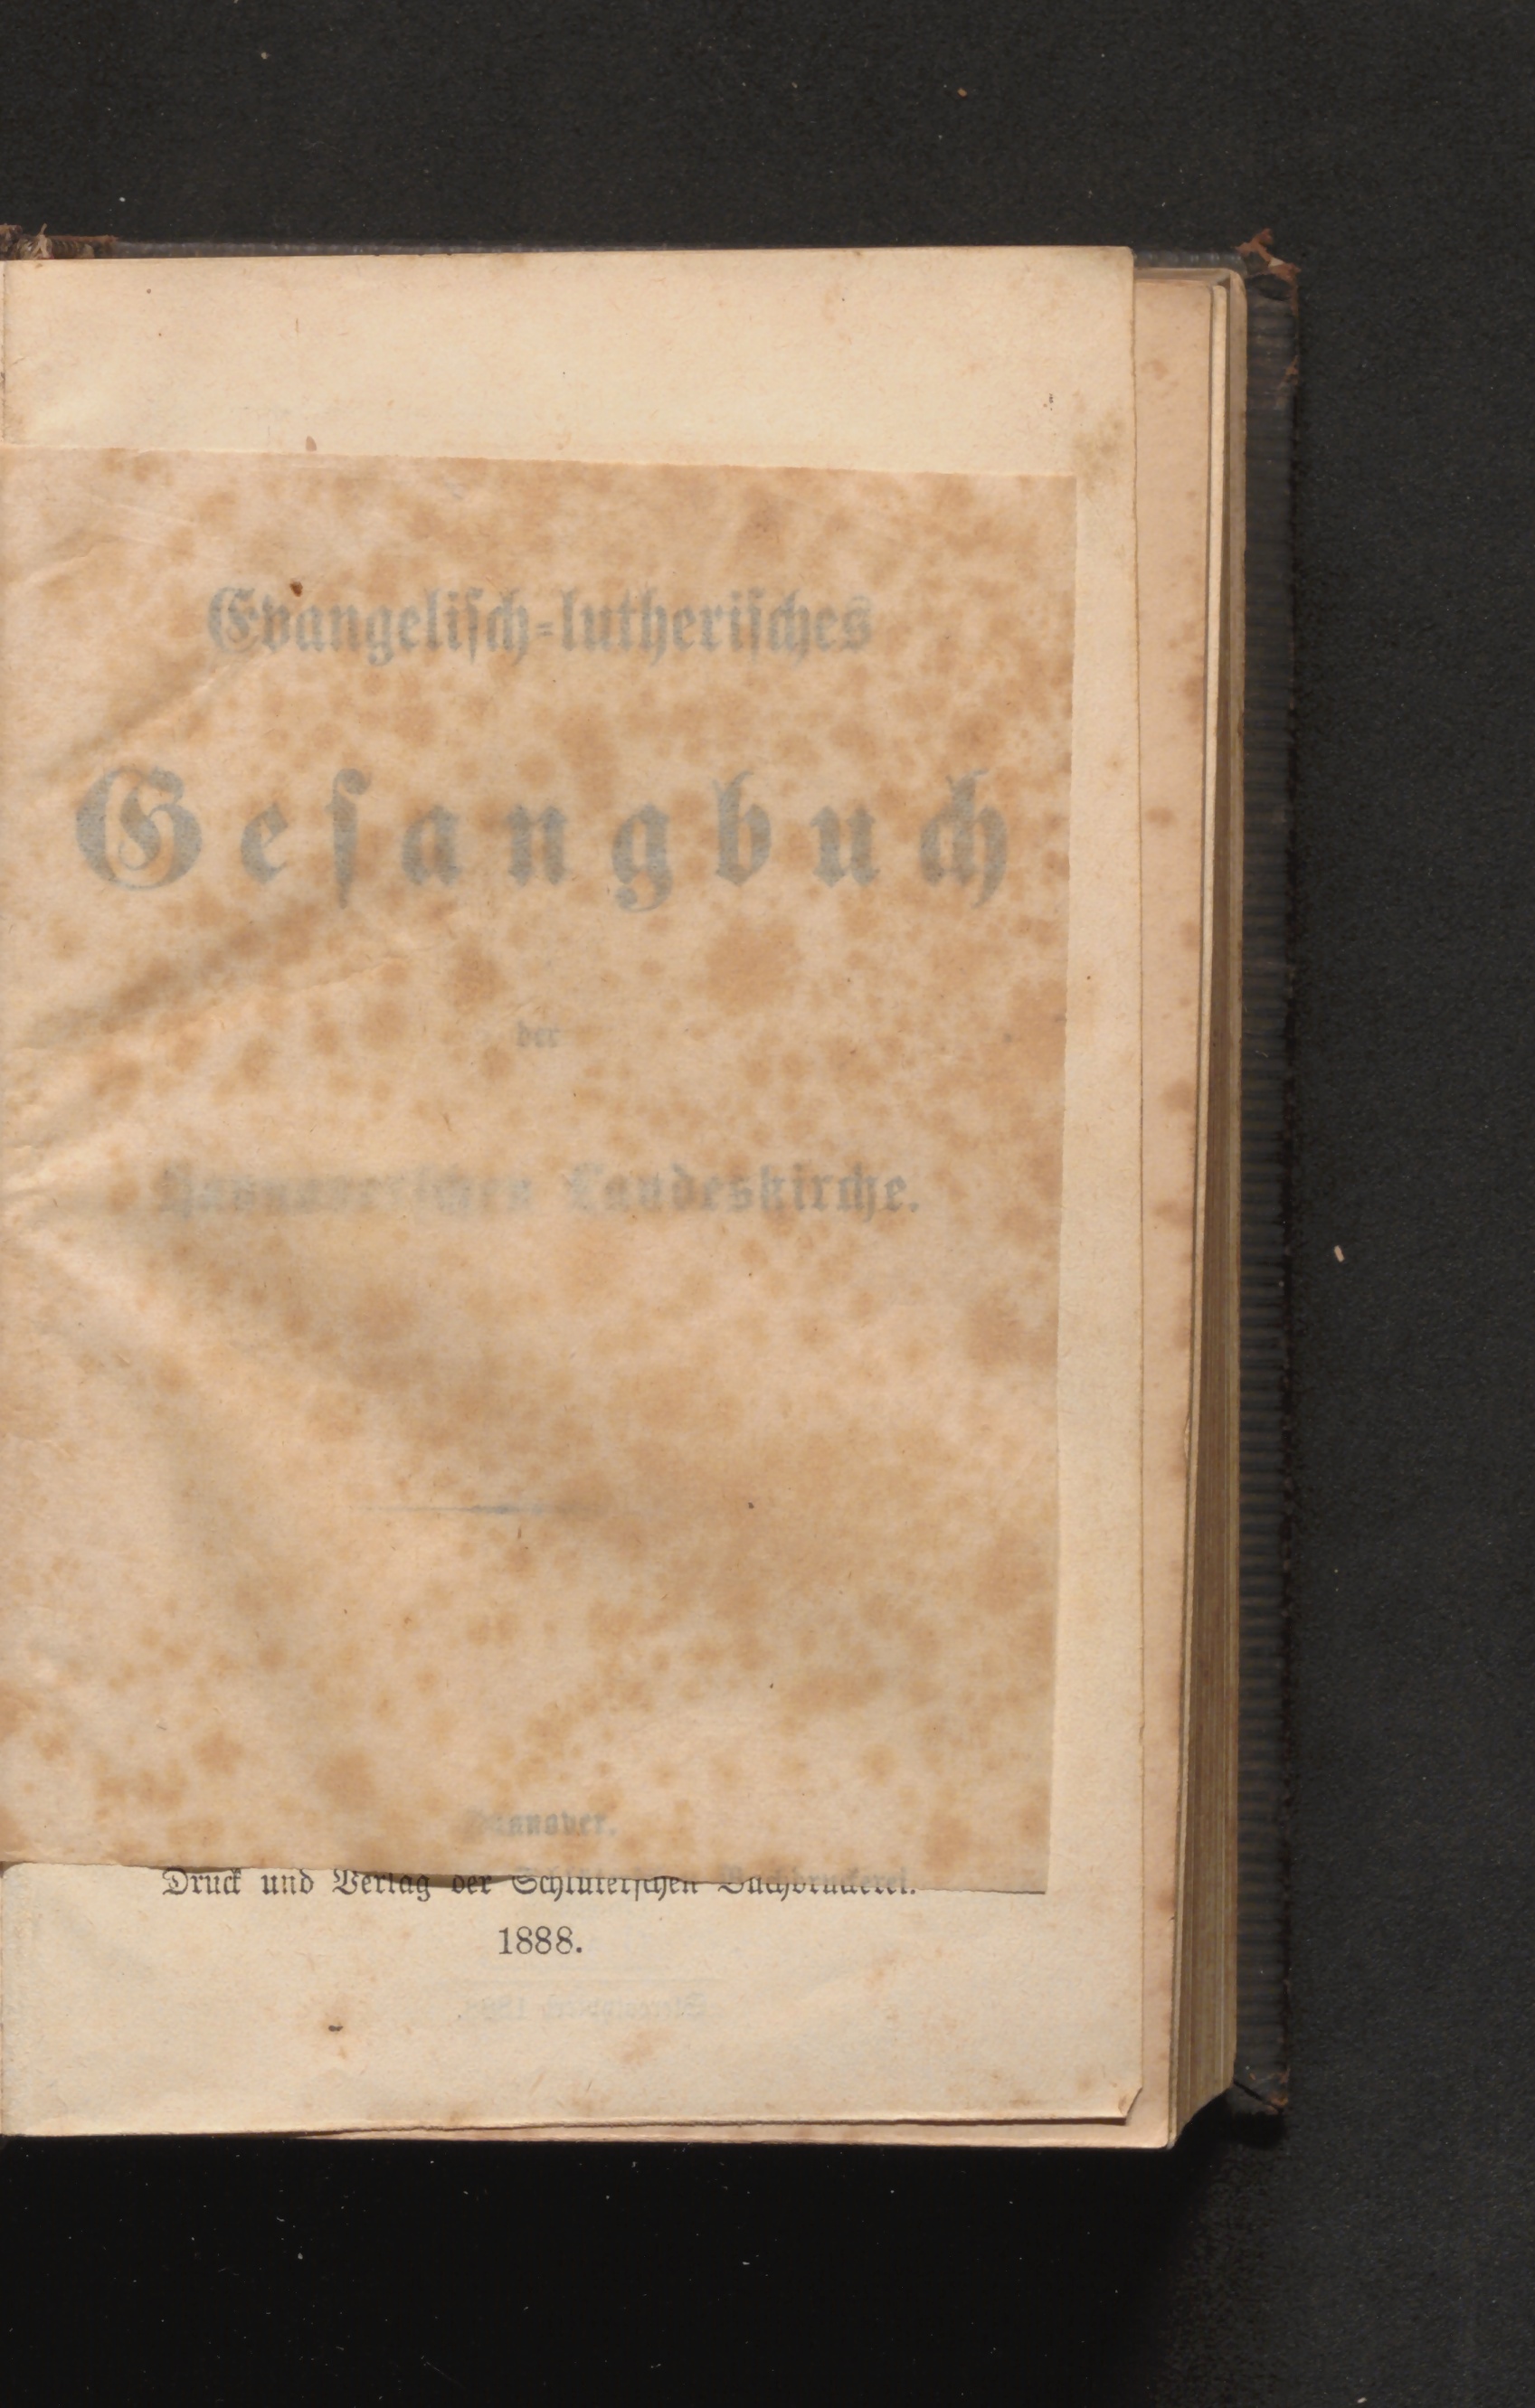 Evangelisch-lutherisches
Gesangbuch
der
Hannoverschen Landeskirche.
Hannover.
Druck und Verlag der Schlüterschen Buchdruckerei.
1888.